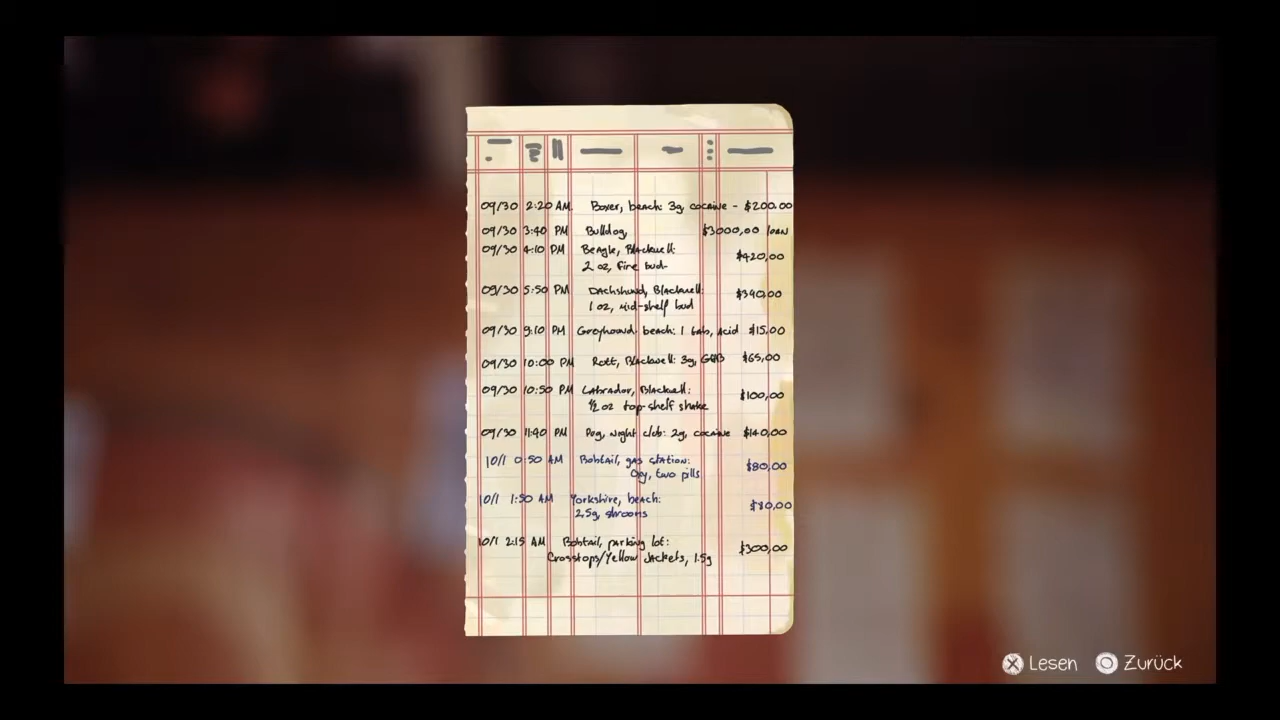 09/30 2:20 AM. Boxer, beach: 3g, cocaine - $200.00
09/30 3:40 PM Bulldog, $3000,00 loan
09/30 4:10 PM Beagle, Blackwell: $420,00
2 oz, fire bud-
09/30 5:50 PM Dachshund, Blackwell: $340,00
1 oz, mid-shelf bud
09/30 9:10 PM Greyhound beach: 1 tab, Acid $15.00
09/30 10:00 PM Rott, Blackwell: 3g, GHB $65,00
09/30 10:50 PM Labrador, Blackwell: $100,00
1/2 oz top-shelf shake
09/30 11:40 PM Pug, night club: 2g, cocaine $140,00
10/1 0:50 AM Bobtail, gas station: $80,00
Oxy, two pills
10/1 1:50 AM Yorkshire, beach:
2,5g, shrooms
10/1 2:15 AM Bobtail, parking lot: $300,00
Crosstops/Yellow Jackets, 1.5g
Lesen Zurück